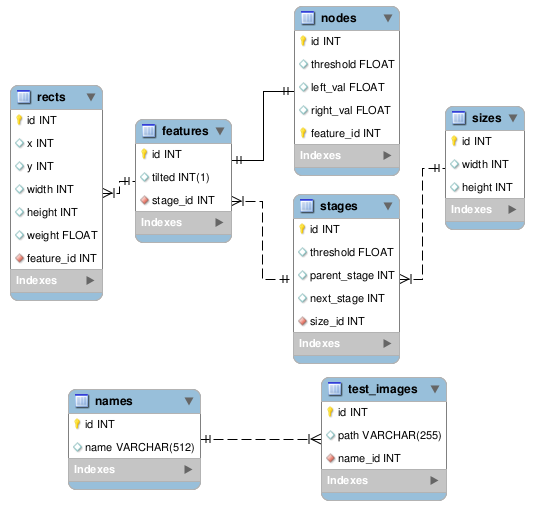 nodes
id INT
threshold FLOAT
left_val FLOAT
right_val FLOAT
feature_id INT
Indexes
rects
id INT
x INT
y INT
width INT
height INT
weight FLOAT
feature_id INT
Indexes
features
id INT
tilted INT(1)
stage_id INT
Indexes
sizes
id INT
width INT
height INT
Indexes
stages
id INT
threshold FLOAT
parent_stage INT
next_stage INT
size_id INT
Indexes
names
id INT
name VARCHAR(512)
Indexes
test_images
id INT
path VARCHAR(255)
name_id INT
Indexes